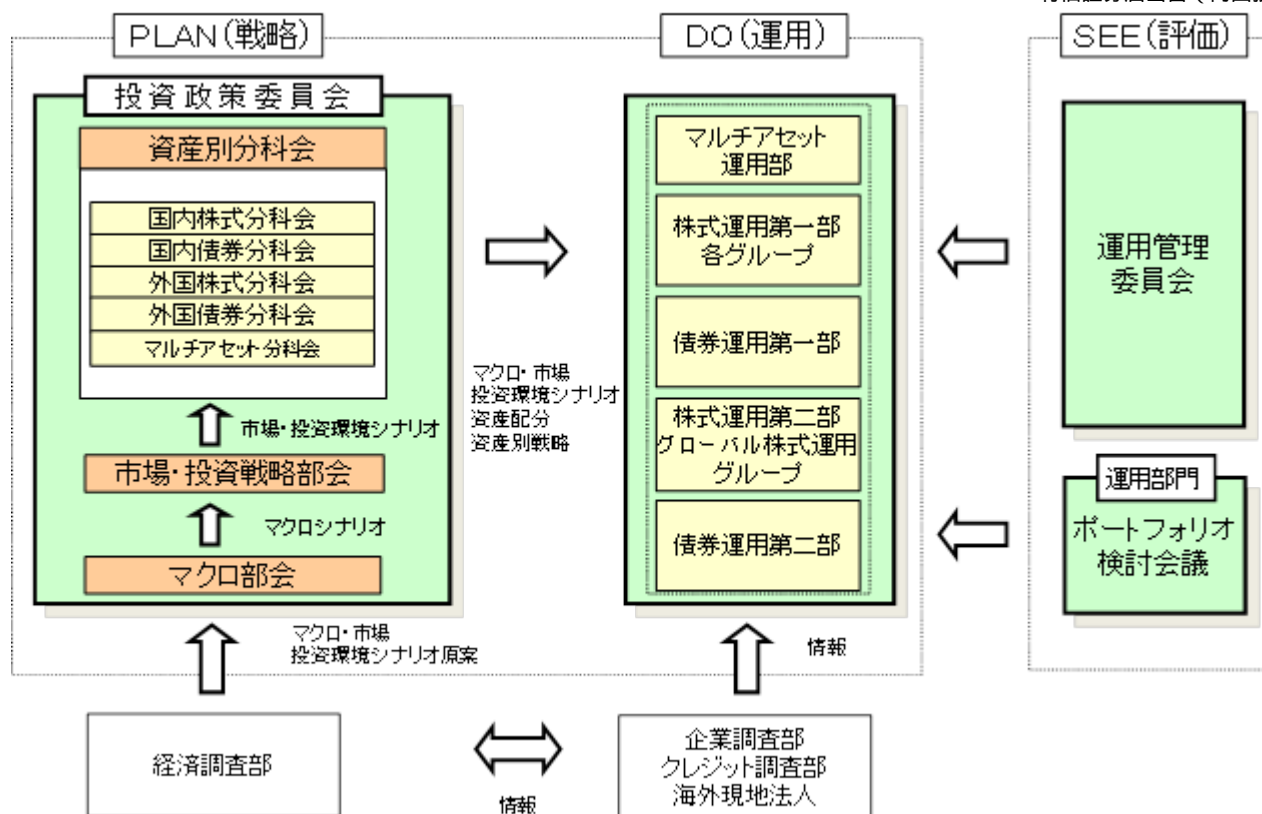 PLAN(戦略)
DO(運用)
SEE(評価)
投資政策委員会
資産別分科会
国内株式分科会
国内債券分科会
外国株式分科会
外国債券分科会
マルチアセット分科会
市場・投資環境シナリオ
市場・投資戦略部会
マクロシナリオ
マクロ部会
マクロ・市場
投資環境シナリオ
資産配分
資産別戦略
マルチアセット
運用部
株式運用第一部
各グループ
債券運用第一部
株式運用第二部
グローバル株式運用
グループ
債券運用第二部
運用管理
委員会
運用部門
ポートフォリオ
検討会議
マクロ・市場
投資環境シナリオ原案
情報
経済調査部
情報
企業調査部
クレジット調査部
海外現地法人